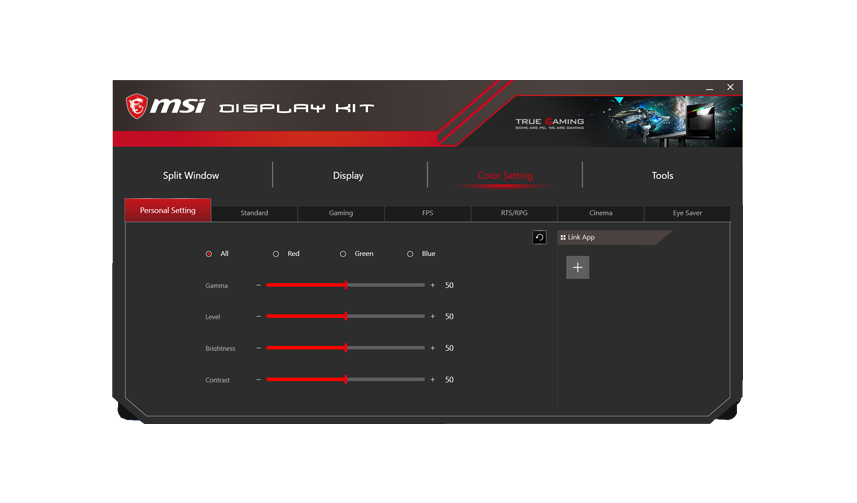 msi DISPLAY KIT
TRUE GAMING
SOME ARE PC, WE ARE GAMING
Split Window
Display
Color Setting
Tools
Personal Setting
Standard
Gaming
FPS
RTS/RPG
Cinema
Eye Saver
All
Red
Green
Blue
Link App
Gamma - + 50
Level - + 50
Brightness - + 50
Contrast - + 50